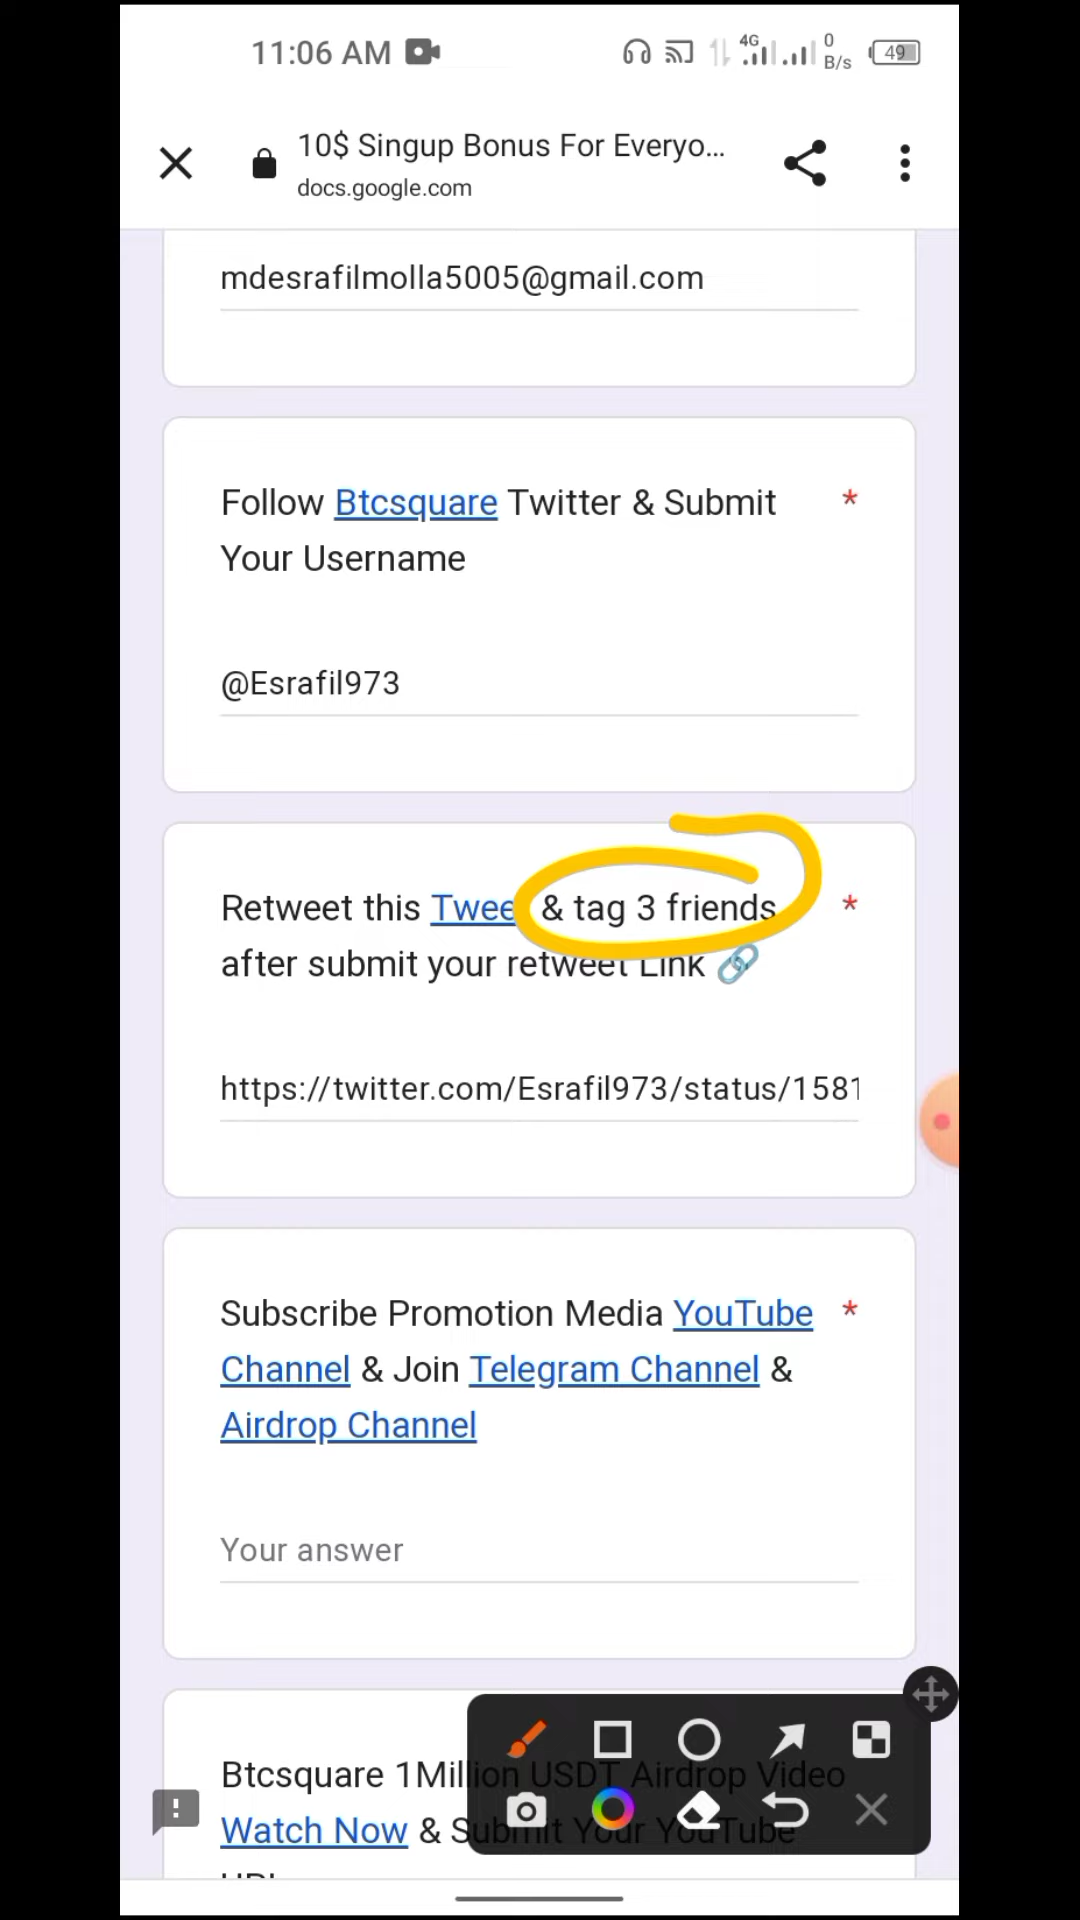 11:06 AM
4G
0
B/s
49
10$ Singup Bonus For Everyo...
docs.google.com
mdesrafilmolla5005@gmail.com
Follow Btcsquare Twitter & Submit *
Your Username
@Esrafil973
Retweet this Twee & tag 3 friends *
after submit your retweet Link
https://twitter.com/Esrafil973/status/1581
Subscribe Promotion Media YouTube *
Channel & Join Telegram Channel &
Airdrop Channel
Your answer
Btcsquare 1Million USDT Airdrop Video
Watch Now & Submit Your YouTube